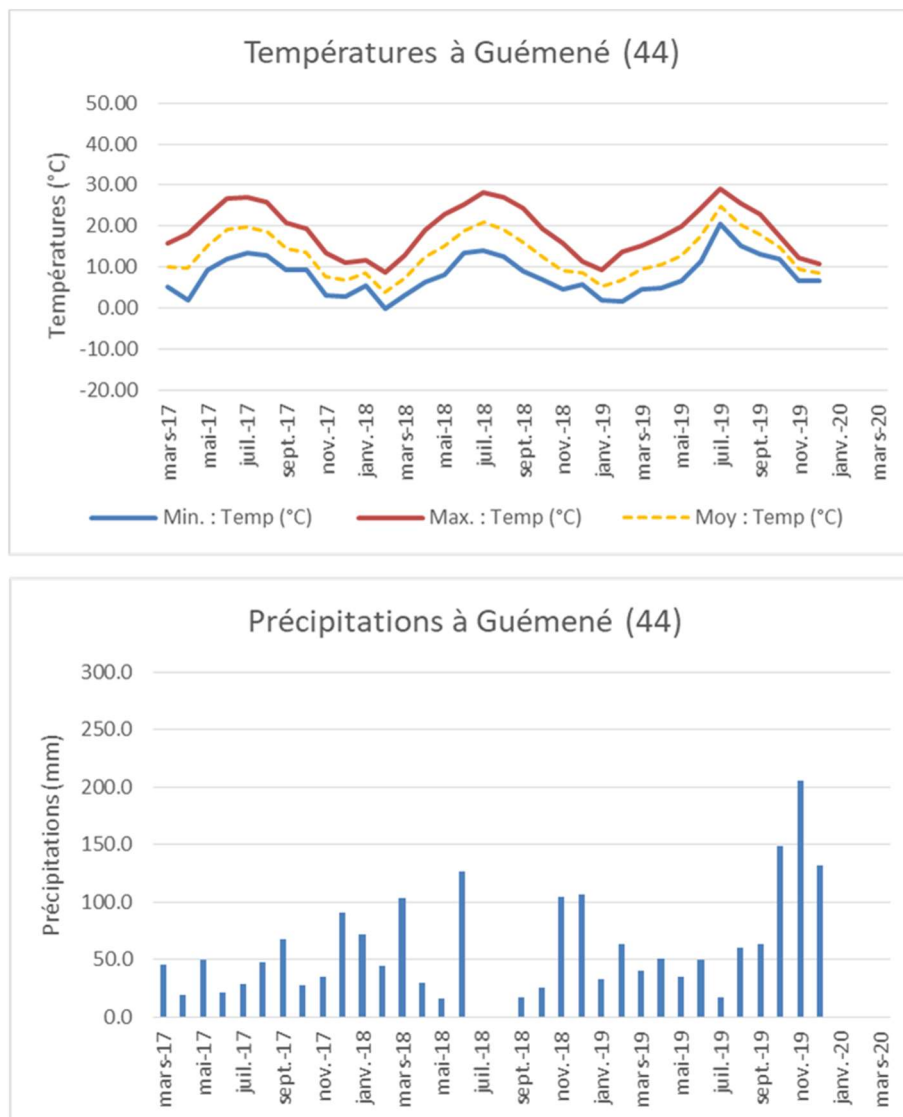 Températures à Guémené (44)
Températures (°C)
50.00
40.00
30.00
20.00
10.00
0.00
-10.00
-20.00
mars-17
mai-17
juil.-17
sept.-17
nov.-17
janv.-18
mars-18
mai-18
juil.-18
sept.-18
nov.-18
janv.-19
mars-19
mai-19
juil.-19
sept.-19
nov.-19
janv.-20
mars-20
Min. : Temp (°C) Max. : Temp (°C) Moy : Temp (°C)
Précipitations à Guémené (44)
Précipitations (mm)
300.0
250.0
200.0
150.0
100.0
50.0
0.0
mars-17
mai-17
juil.-17
sept.-17
nov.-17
janv.-18
mars-18
mai-18
juil.-18
sept.-18
nov.-18
janv.-19
mars-19
mai-19
juil.-19
sept.-19
nov.-19
janv.-20
mars-20